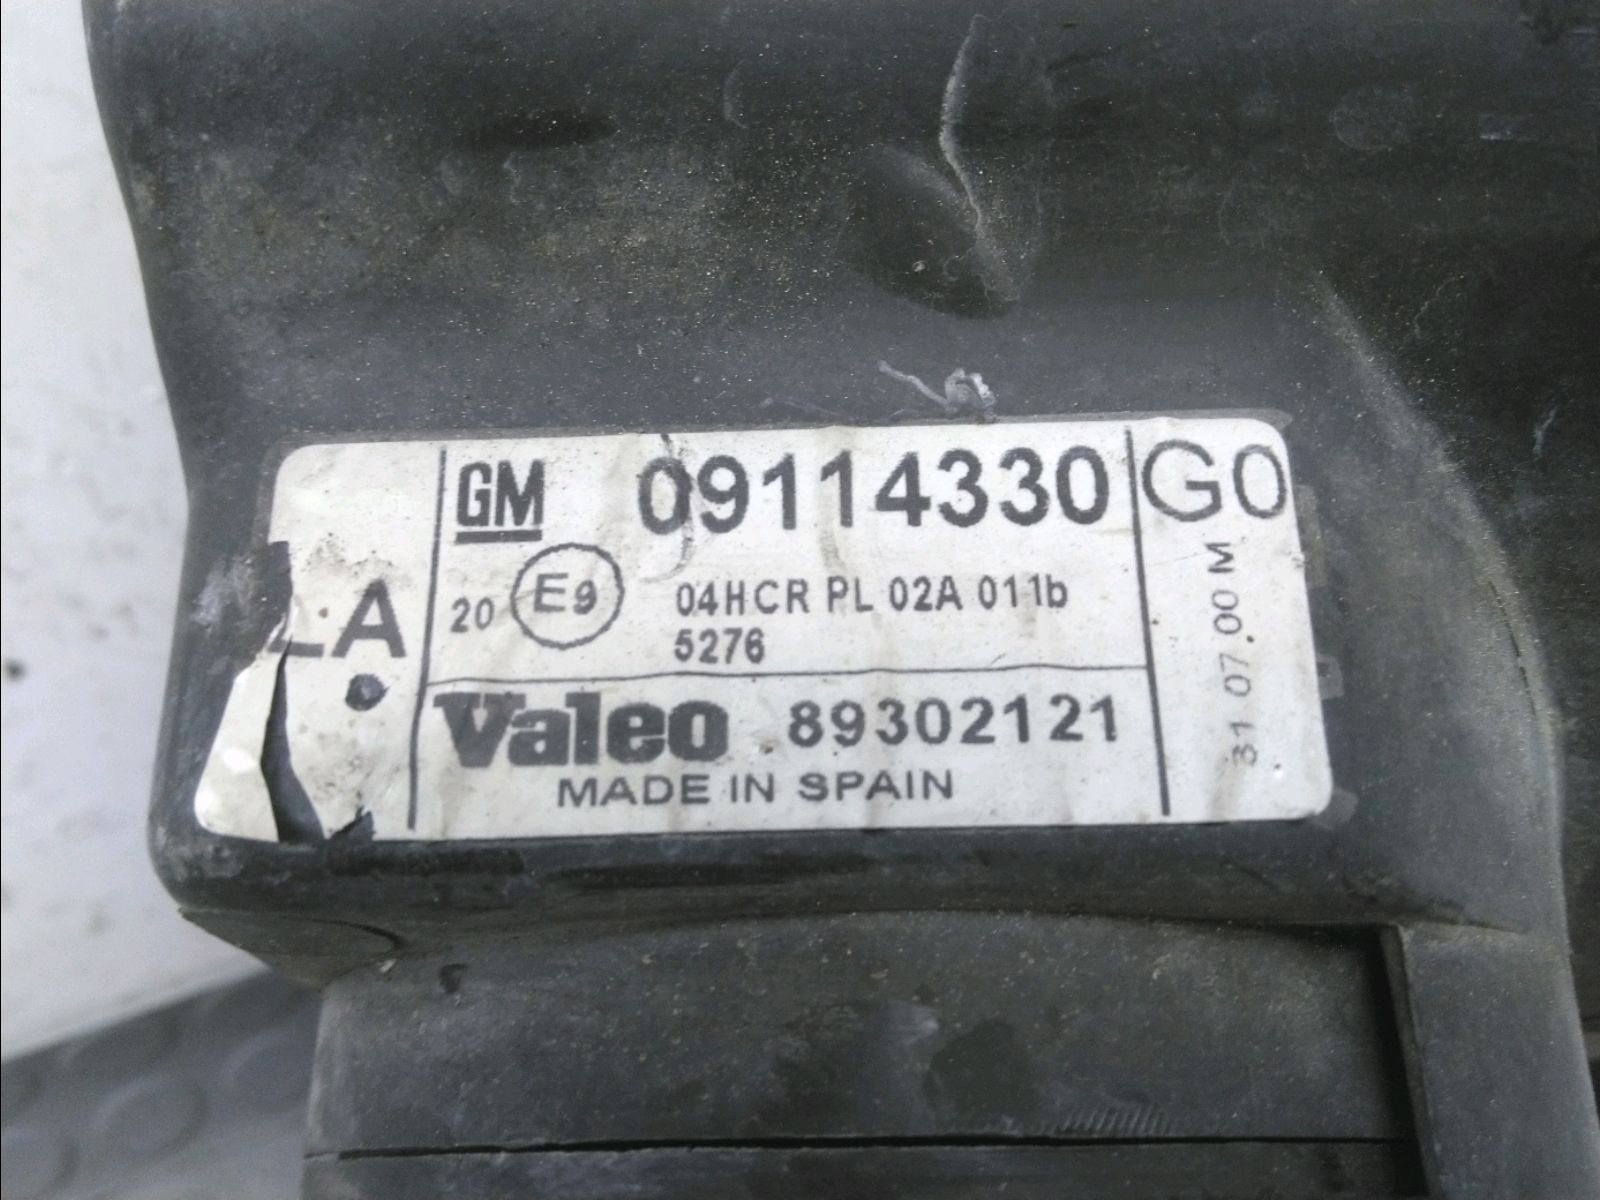 GM 09114330 G0
LA
20 E9 04HCR PL 02A 011b
5276
Valeo 89302121
MADE IN SPAIN
31.07.00 M